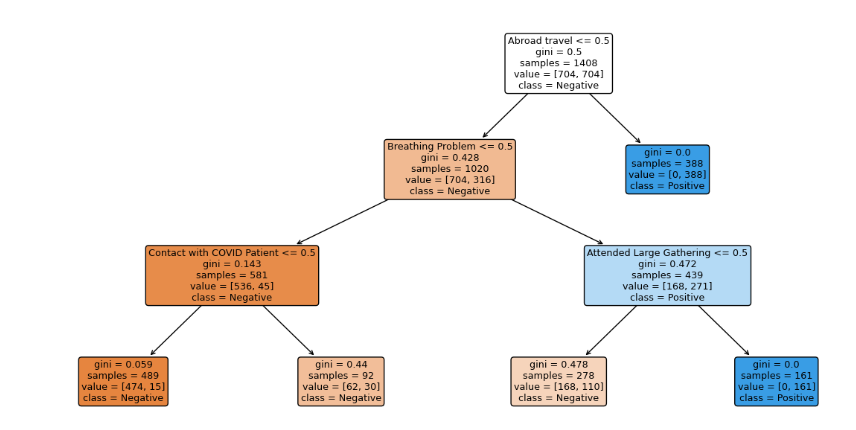 Abroad travel <= 0.5
gini = 0.5
samples = 1408
value = [704, 704]
class = Negative
Breathing Problem <= 0.5
gini = 0.428
samples = 1020
value = [704, 316]
class = Negative
gini = 0.0
samples = 388
value = [0, 388]
class = Positive
Contact with COVID Patient <= 0.5
gini = 0.143
samples = 581
value = [536, 45]
class = Negative
Attended Large Gathering <= 0.5
gini = 0.472
samples = 439
value = [168, 271]
class = Positive
gini = 0.059
samples = 489
value = [474, 15]
class = Negative
gini = 0.44
samples = 92
value = [62, 30]
class = Negative
gini = 0.478
samples = 278
value = [168, 110]
class = Negative
gini = 0.0
samples = 161
value = [0, 161]
class = Positive